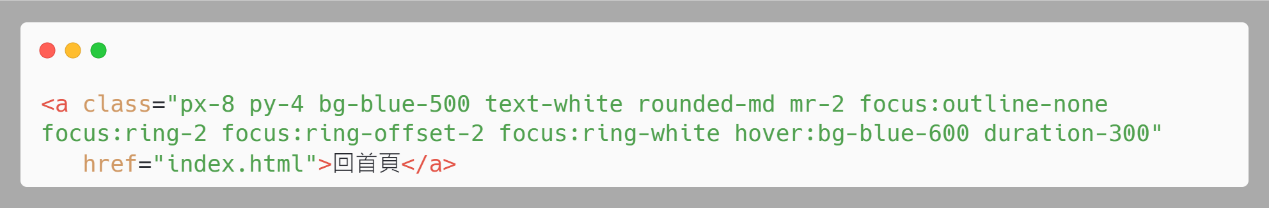 <a class="px-8 py-4 bg-blue-500 text-white rounded-md mr-2 focus:outline-none
focus:ring-2 focus:ring-offset-2 focus:ring-white hover:bg-blue-600 duration-300"
   href="index.html">回首頁</a>